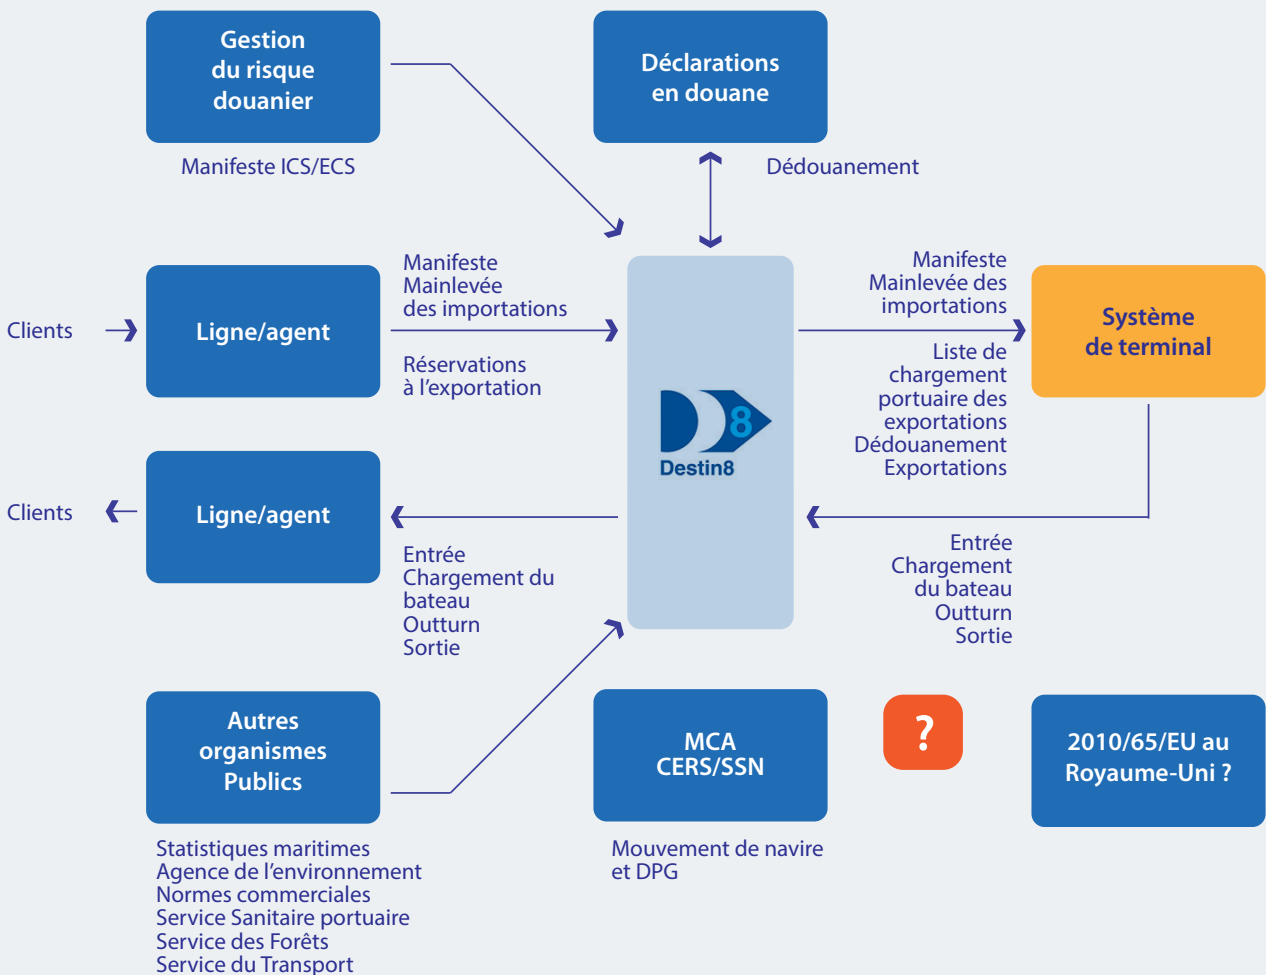 Gestion
du risque
douanier
Déclarations
en douane
Manifeste ICS/ECS
Dédouanement
Clients
Ligne/agent
Manifeste
Mainlevée
des importations
Réservations
à l'exportation
8
Destin8
Manifeste
Mainlevée des
importations
Liste de
chargement
portuaire des
exportations
Dédouanement
Exportations
Système
de terminal
Clients
Ligne/agent
Entrée
Chargement du
bateau
Outturn
Sortie
Entrée
Chargement
du bateau
Outturn
Sortie
Autres
organismes
Publics
MCA
CERS/SSN
?
2010/65/EU au
Royaume-Uni ?
Statistiques maritimes
Agence de l'environnement
Normes commerciales
Service Sanitaire portuaire
Service des Forêts
Service du Transport
Mouvement de navire
et DPG